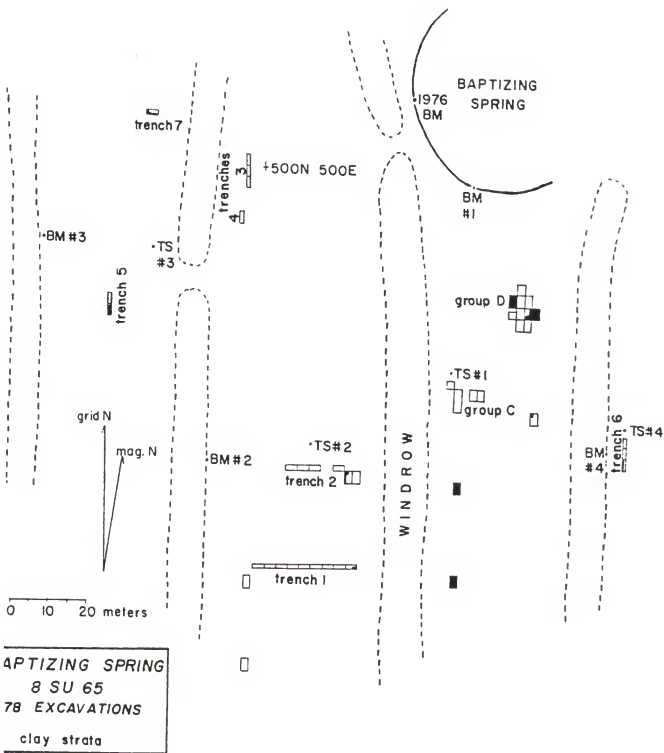 BAPTIZING
SPRING
1976
BM
BM
#1
trench 7
trenches
3
4
+500N 500E
BM #3
TS
#3
trench 5
group D
TS #1
group C
grid N
mag. N
BM #2
TS #2
trench 2
WINDROW
trench 6
TS #4
BM
#4
trench 1
0 10 20 meters
APTIZING SPRING
8 SU 65
78 EXCAVATIONS
clay strata